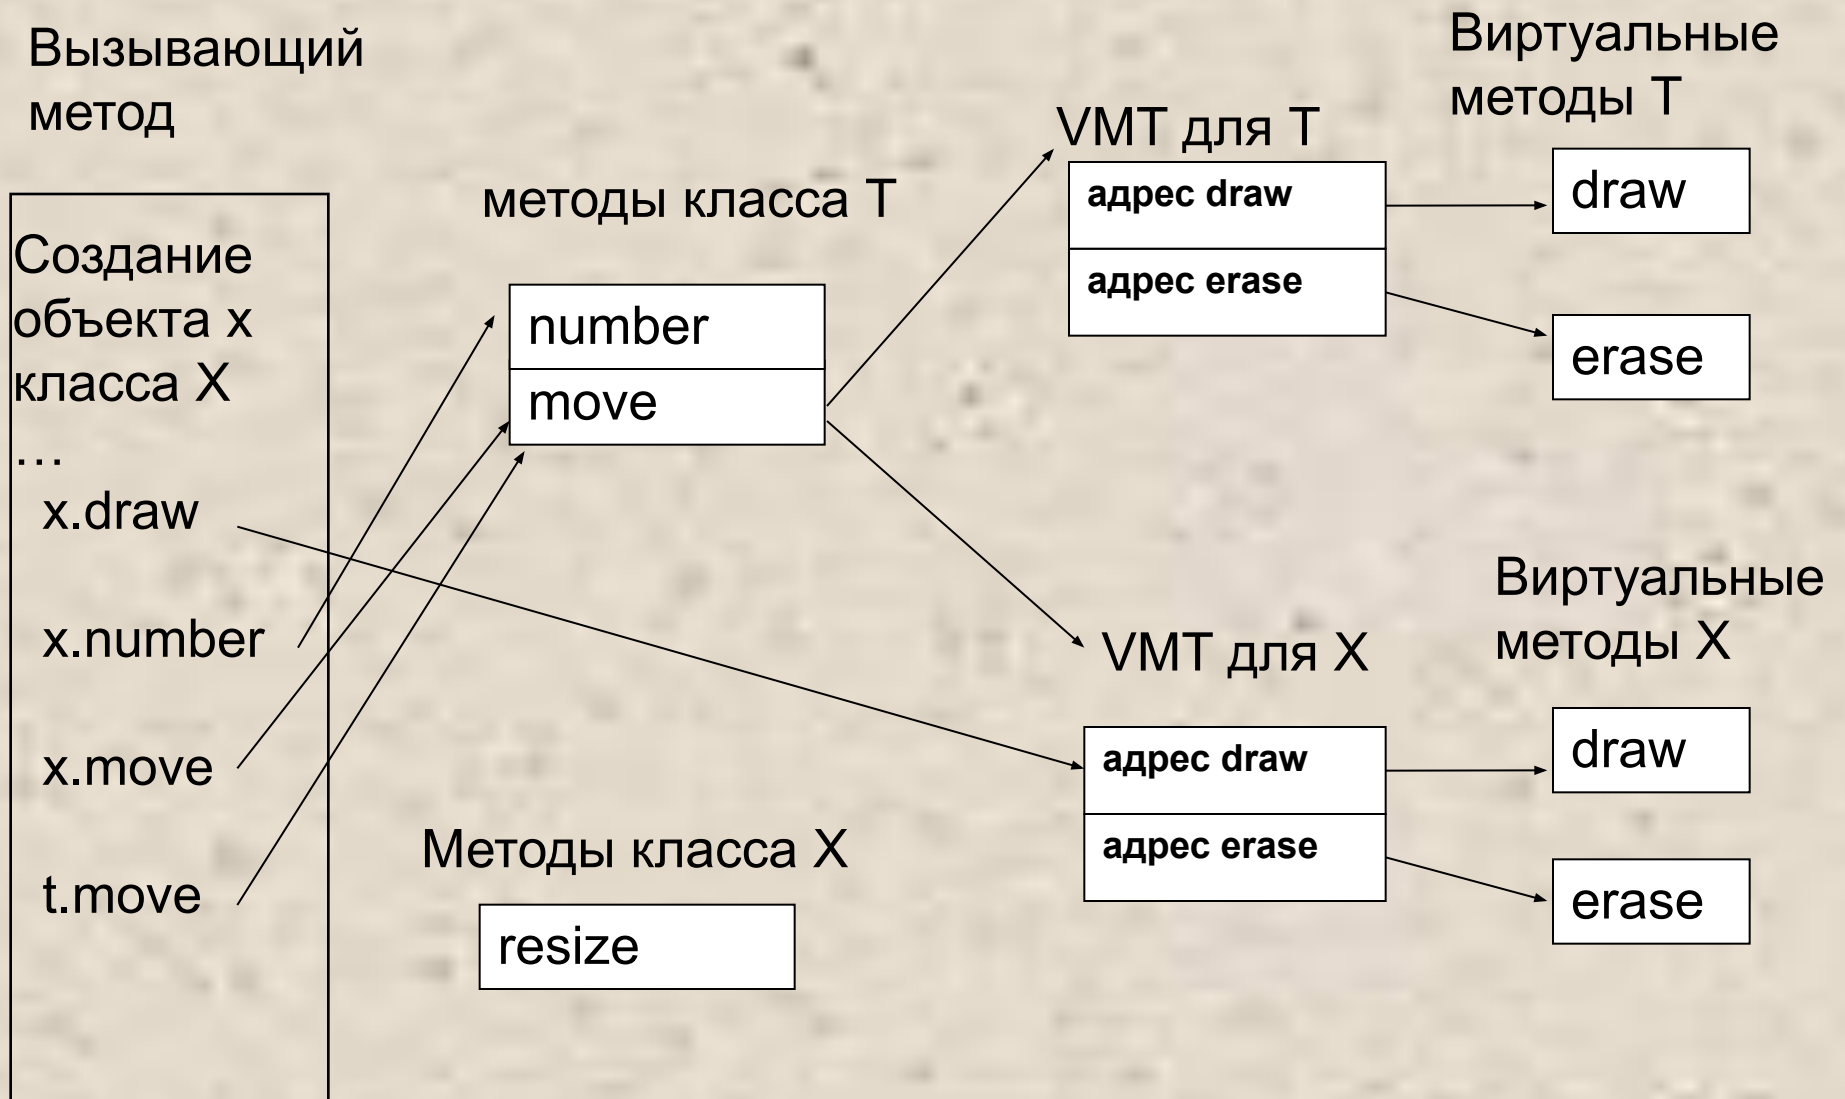 Вызывающий
метод
Создание
объекта x
класса X
…
x.draw
x.number
x.move
t.move
методы класса T
number
move
Методы класса X
resize
VMT для T
адрес draw
адрес erase
Виртуальные
методы T
draw
erase
VMT для X
адрес draw
адрес erase
Виртуальные
методы X
draw
erase